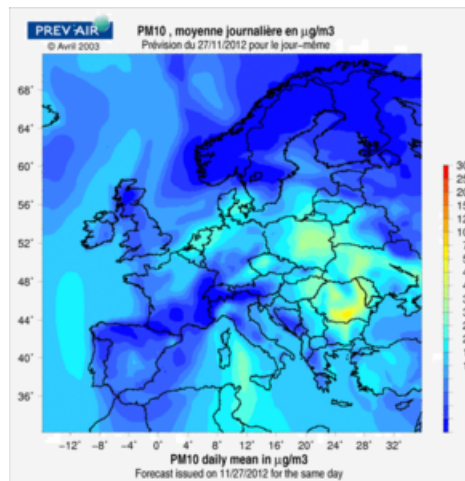 PREV'AIR
© Avril 2003
PM10 , moyenne journalière en µg/m3
Prévision du 27/11/2012 pour le jour-même
68°
64°
60°
56°
52°
48°
44°
40°
36°
-12° -8° -4° 0° 4° 8° 12° 16° 20° 24° 28° 32°
PM10 daily mean in µg/m3
Forecast issued on 11/27/2012 for the same day